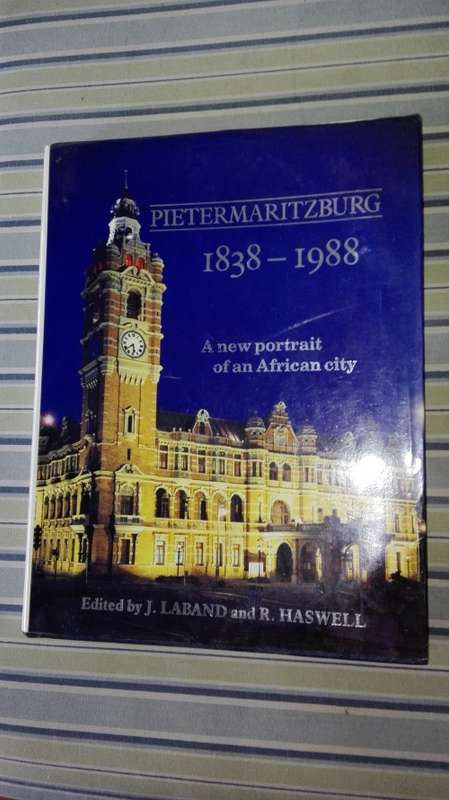 PIETERMARITZBURG
1838 – 1988
A new portrait
of an African city
Edited by J. LABAND and R. HASWELL